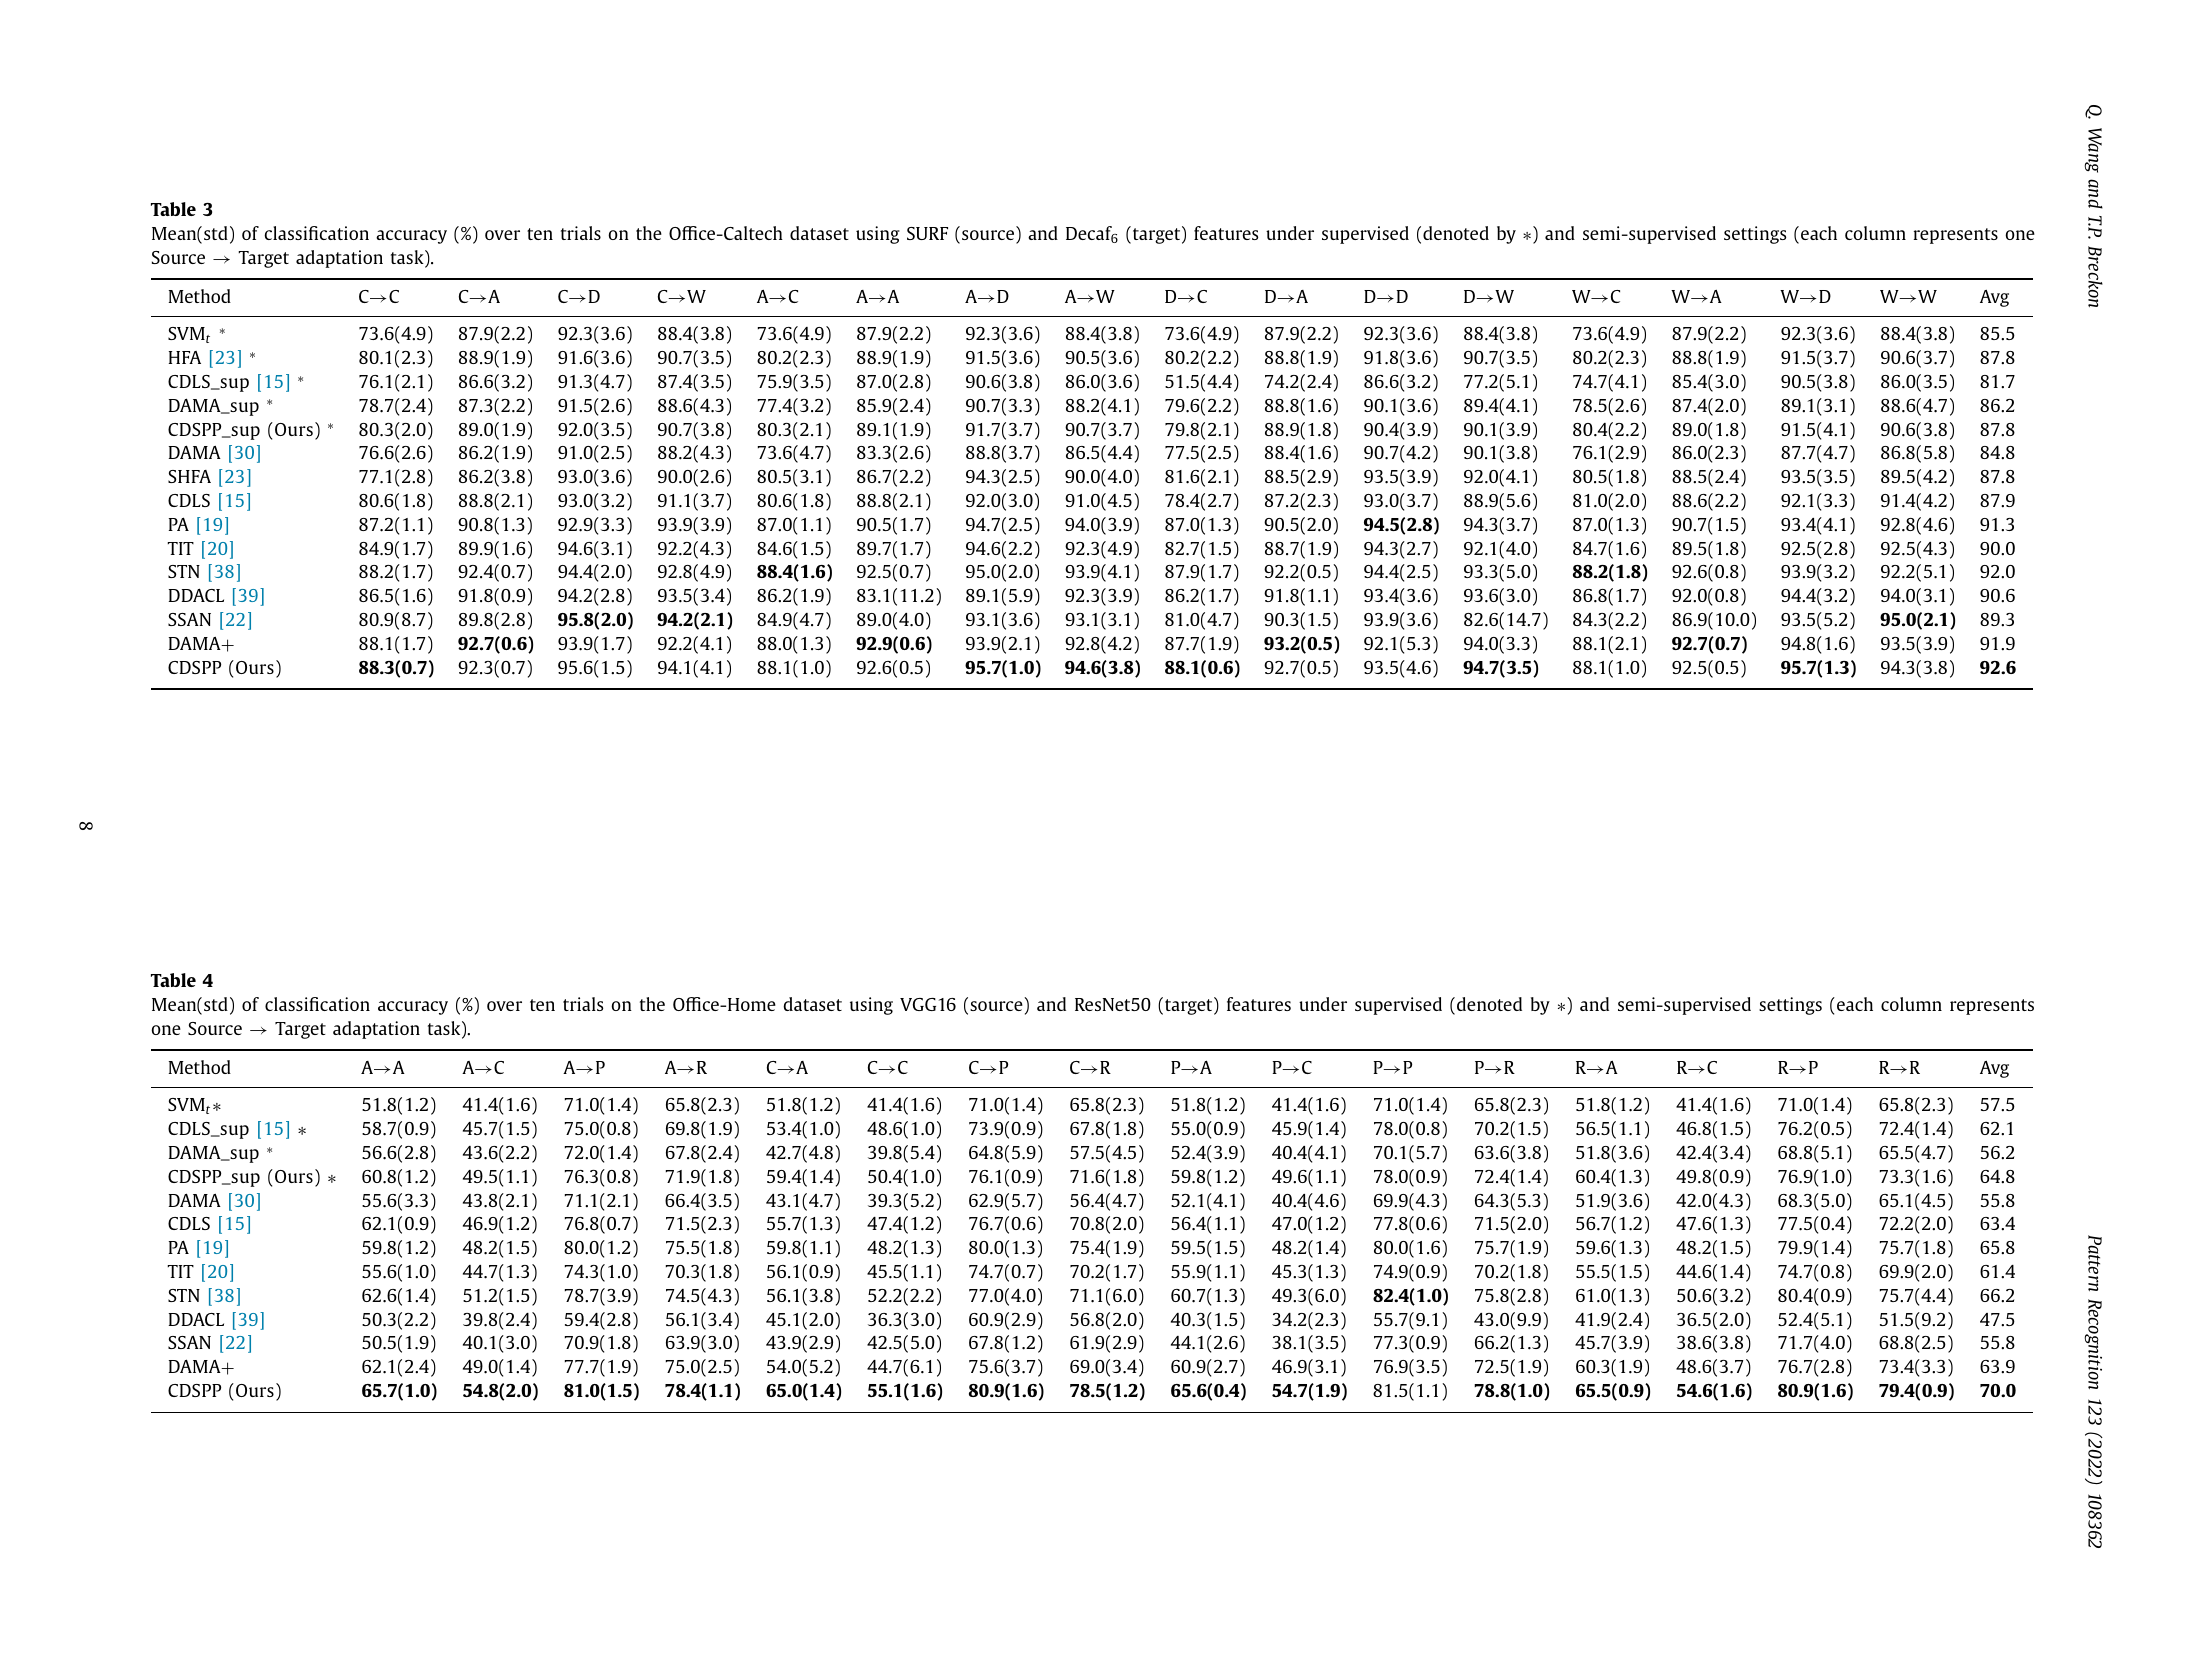 Q. Wang and T.P. Breckon
Table 3
Mean(std) of classification accuracy (%) over ten trials on the Office-Caltech dataset using SURF (source) and Decaf6 (target) features under supervised (denoted by ∗) and semi-supervised settings (each column represents one
Source → Target adaptation task).
Method C→C C→A C→D C→W A→C A→A A→D A→W D→C D→A D→D D→W W→C W→A W→D W→W Avg
SVMt * 73.6(4.9) 87.9(2.2) 92.3(3.6) 88.4(3.8) 73.6(4.9) 87.9(2.2) 92.3(3.6) 88.4(3.8) 73.6(4.9) 87.9(2.2) 92.3(3.6) 88.4(3.8) 73.6(4.9) 87.9(2.2) 92.3(3.6) 88.4(3.8) 85.5
HFA [23] * 80.1(2.3) 88.9(1.9) 91.6(3.6) 90.7(3.5) 80.2(2.3) 88.9(1.9) 91.5(3.6) 90.5(3.6) 80.2(2.2) 88.8(1.9) 91.8(3.6) 90.7(3.5) 80.2(2.3) 88.8(1.9) 91.5(3.7) 90.6(3.7) 87.8
CDLS_sup [15] * 76.1(2.1) 86.6(3.2) 91.3(4.7) 87.4(3.5) 75.9(3.5) 87.0(2.8) 90.6(3.8) 86.0(3.6) 51.5(4.4) 74.2(2.4) 86.6(3.2) 77.2(5.1) 74.7(4.1) 85.4(3.0) 90.5(3.8) 86.0(3.5) 81.7
DAMA_sup * 78.7(2.4) 87.3(2.2) 91.5(2.6) 88.6(4.3) 77.4(3.2) 85.9(2.4) 90.7(3.3) 88.2(4.1) 79.6(2.2) 88.8(1.6) 90.1(3.6) 89.4(4.1) 78.5(2.6) 87.4(2.0) 89.1(3.1) 88.6(4.7) 86.2
CDSPP_sup (Ours) * 80.3(2.0) 89.0(1.9) 92.0(3.5) 90.7(3.8) 80.3(2.1) 89.1(1.9) 91.7(3.7) 90.7(3.7) 79.8(2.1) 88.9(1.8) 90.4(3.9) 90.1(3.9) 80.4(2.2) 89.0(1.8) 91.5(4.1) 90.6(3.8) 87.8
DAMA [30] 76.6(2.6) 86.2(1.9) 91.0(2.5) 88.2(4.3) 73.6(4.7) 83.3(2.6) 88.8(3.7) 86.5(4.4) 77.5(2.5) 88.4(1.6) 90.7(4.2) 90.1(3.8) 76.1(2.9) 86.0(2.3) 87.7(4.7) 86.8(5.8) 84.8
SHFA [23] 77.1(2.8) 86.2(3.8) 93.0(3.6) 90.0(2.6) 80.5(3.1) 86.7(2.2) 94.3(2.5) 90.0(4.0) 81.6(2.1) 88.5(2.9) 93.5(3.9) 92.0(4.1) 80.5(1.8) 88.5(2.4) 93.5(3.5) 89.5(4.2) 87.8
CDLS [15] 80.6(1.8) 88.8(2.1) 93.0(3.2) 91.1(3.7) 80.6(1.8) 88.8(2.1) 92.0(3.0) 91.0(4.5) 78.4(2.7) 87.2(2.3) 93.0(3.7) 88.9(5.6) 81.0(2.0) 88.6(2.2) 92.1(3.3) 91.4(4.2) 87.9
PA [19] 87.2(1.1) 90.8(1.3) 92.9(3.3) 93.9(3.9) 87.0(1.1) 90.5(1.7) 94.7(2.5) 94.0(3.9) 87.0(1.3) 90.5(2.0) 94.5(2.8) 94.3(3.7) 87.0(1.3) 90.7(1.5) 93.4(4.1) 92.8(4.6) 91.3
TIT [20] 84.9(1.7) 89.9(1.6) 94.6(3.1) 92.2(4.3) 84.6(1.5) 89.7(1.7) 94.6(2.2) 92.3(4.9) 82.7(1.5) 88.7(1.9) 94.3(2.7) 92.1(4.0) 84.7(1.6) 89.5(1.8) 92.5(2.8) 92.5(4.3) 90.0
STN [38] 88.2(1.7) 92.4(0.7) 94.4(2.0) 92.8(4.9) 88.4(1.6) 92.5(0.7) 95.0(2.0) 93.9(4.1) 87.9(1.7) 92.2(0.5) 94.4(2.5) 93.3(5.0) 88.2(1.8) 92.6(0.8) 93.9(3.2) 92.2(5.1) 92.0
DDACL [39] 86.5(1.6) 91.8(0.9) 94.2(2.8) 93.5(3.4) 86.2(1.9) 83.1(11.2) 89.1(5.9) 92.3(3.9) 86.2(1.7) 91.8(1.1) 93.4(3.6) 93.6(3.0) 86.8(1.7) 92.0(0.8) 94.4(3.2) 94.0(3.1) 90.6
SSAN [22] 80.9(8.7) 89.8(2.8) 95.8(2.0) 94.2(2.1) 84.9(4.7) 89.0(4.0) 93.1(3.6) 93.1(3.1) 81.0(4.7) 90.3(1.5) 93.9(3.6) 82.6(14.7) 84.3(2.2) 86.9(10.0) 93.5(5.2) 95.0(2.1) 89.3
DAMA+ 88.1(1.7) 92.7(0.6) 93.9(1.7) 92.2(4.1) 88.0(1.3) 92.9(0.6) 93.9(2.1) 92.8(4.2) 87.7(1.9) 93.2(0.5) 92.1(5.3) 94.0(3.3) 88.1(2.1) 92.7(0.7) 94.8(1.6) 93.5(3.9) 91.9
CDSPP (Ours) 88.3(0.7) 92.3(0.7) 95.6(1.5) 94.1(4.1) 88.1(1.0) 92.6(0.5) 95.7(1.0) 94.6(3.8) 88.1(0.6) 92.7(0.5) 93.5(4.6) 94.7(3.5) 88.1(1.0) 92.5(0.5) 95.7(1.3) 94.3(3.8) 92.6
8
Table 4
Mean(std) of classification accuracy (%) over ten trials on the Office-Home dataset using VGG16 (source) and ResNet50 (target) features under supervised (denoted by ∗) and semi-supervised settings (each column represents
one Source → Target adaptation task).
Method A→A A→C A→P A→R C→A C→C C→P C→R P→A P→C P→P P→R R→A R→C R→P R→R Avg
SVMt∗ 51.8(1.2) 41.4(1.6) 71.0(1.4) 65.8(2.3) 51.8(1.2) 41.4(1.6) 71.0(1.4) 65.8(2.3) 51.8(1.2) 41.4(1.6) 71.0(1.4) 65.8(2.3) 51.8(1.2) 41.4(1.6) 71.0(1.4) 65.8(2.3) 57.5
CDLS_sup [15] ∗ 58.7(0.9) 45.7(1.5) 75.0(0.8) 69.8(1.9) 53.4(1.0) 48.6(1.0) 73.9(0.9) 67.8(1.8) 55.0(0.9) 45.9(1.4) 78.0(0.8) 70.2(1.5) 56.5(1.1) 46.8(1.5) 76.2(0.5) 72.4(1.4) 62.1
DAMA_sup * 56.6(2.8) 43.6(2.2) 72.0(1.4) 67.8(2.4) 42.7(4.8) 39.8(5.4) 64.8(5.9) 57.5(4.5) 52.4(3.9) 40.4(4.1) 70.1(5.7) 63.6(3.8) 51.8(3.6) 42.4(3.4) 68.8(5.1) 65.5(4.7) 56.2
CDSPP_sup (Ours) ∗ 60.8(1.2) 49.5(1.1) 76.3(0.8) 71.9(1.8) 59.4(1.4) 50.4(1.0) 76.1(0.9) 71.6(1.8) 59.8(1.2) 49.6(1.1) 78.0(0.9) 72.4(1.4) 60.4(1.3) 49.8(0.9) 76.9(1.0) 73.3(1.6) 64.8
DAMA [30] 55.6(3.3) 43.8(2.1) 71.1(2.1) 66.4(3.5) 43.1(4.7) 39.3(5.2) 62.9(5.7) 56.4(4.7) 52.1(4.1) 40.4(4.6) 69.9(4.3) 64.3(5.3) 51.9(3.6) 42.0(4.3) 68.3(5.0) 65.1(4.5) 55.8
CDLS [15] 62.1(0.9) 46.9(1.2) 76.8(0.7) 71.5(2.3) 55.7(1.3) 47.4(1.2) 76.7(0.6) 70.8(2.0) 56.4(1.1) 47.0(1.2) 77.8(0.6) 71.5(2.0) 56.7(1.2) 47.6(1.3) 77.5(0.4) 72.2(2.0) 63.4
PA [19] 59.8(1.2) 48.2(1.5) 80.0(1.2) 75.5(1.8) 59.8(1.1) 48.2(1.3) 80.0(1.3) 75.4(1.9) 59.5(1.5) 48.2(1.4) 80.0(1.6) 75.7(1.9) 59.6(1.3) 48.2(1.5) 79.9(1.4) 75.7(1.8) 65.8
TIT [20] 55.6(1.0) 44.7(1.3) 74.3(1.0) 70.3(1.8) 56.1(0.9) 45.5(1.1) 74.7(0.7) 70.2(1.7) 55.9(1.1) 45.3(1.3) 74.9(0.9) 70.2(1.8) 55.5(1.5) 44.6(1.4) 74.7(0.8) 69.9(2.0) 61.4
STN [38] 62.6(1.4) 51.2(1.5) 78.7(3.9) 74.5(4.3) 56.1(3.8) 52.2(2.2) 77.0(4.0) 71.1(6.0) 60.7(1.3) 49.3(6.0) 82.4(1.0) 75.8(2.8) 61.0(1.3) 50.6(3.2) 80.4(0.9) 75.7(4.4) 66.2
DDACL [39] 50.3(2.2) 39.8(2.4) 59.4(2.8) 56.1(3.4) 45.1(2.0) 36.3(3.0) 60.9(2.9) 56.8(2.0) 40.3(1.5) 34.2(2.3) 55.7(9.1) 43.0(9.9) 41.9(2.4) 36.5(2.0) 52.4(5.1) 51.5(9.2) 47.5
SSAN [22] 50.5(1.9) 40.1(3.0) 70.9(1.8) 63.9(3.0) 43.9(2.9) 42.5(5.0) 67.8(1.2) 61.9(2.9) 44.1(2.6) 38.1(3.5) 77.3(0.9) 66.2(1.3) 45.7(3.9) 38.6(3.8) 71.7(4.0) 68.8(2.5) 55.8
DAMA+ 62.1(2.4) 49.0(1.4) 77.7(1.9) 75.0(2.5) 54.0(5.2) 44.7(6.1) 75.6(3.7) 69.0(3.4) 60.9(2.7) 46.9(3.1) 76.9(3.5) 72.5(1.9) 60.3(1.9) 48.6(3.7) 76.7(2.8) 73.4(3.3) 63.9
CDSPP (Ours) 65.7(1.0) 54.8(2.0) 81.0(1.5) 78.4(1.1) 65.0(1.4) 55.1(1.6) 80.9(1.6) 78.5(1.2) 65.6(0.4) 54.7(1.9) 81.5(1.1) 78.8(1.0) 65.5(0.9) 54.6(1.6) 80.9(1.6) 79.4(0.9) 70.0
Pattern Recognition 123 (2022) 108362